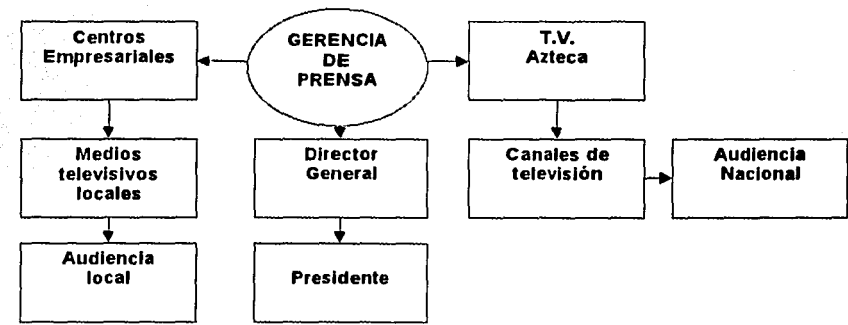 Centros
Empresariales
GERENCIA
DE
PRENSA
T.V.
Azteca
Medios
televisivos
locales
Director
General
Canales de
televisión
Audiencia
Nacional
Audiencia
local
Presidente